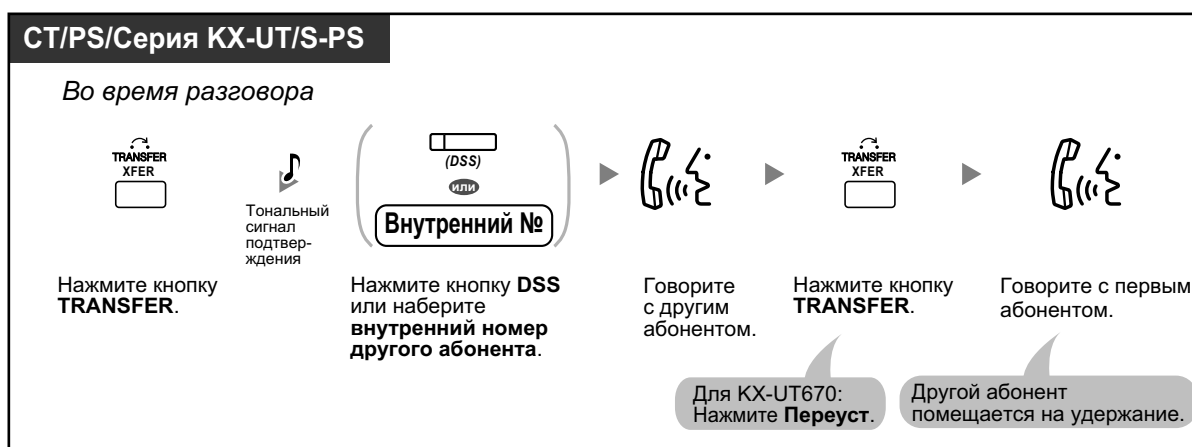 СТ/PS/Серия KX-UT/S-PS
Во время разговора
TRANSFER
XFER
Тональный
сигнал
подтвер-
ждения
(DSS)
или
Внутренний №
TRANSFER
XFER
Нажмите кнопку
TRANSFER.
Нажмите кнопку DSS
или наберите
внутренний номер
другого абонента.
Говорите
с другим
абонентом.
Нажмите кнопку
TRANSFER.
Говорите с первым
абонентом.
Для KX-UT670:
Нажмите Переуст.
Другой абонент
помещается на удержание.